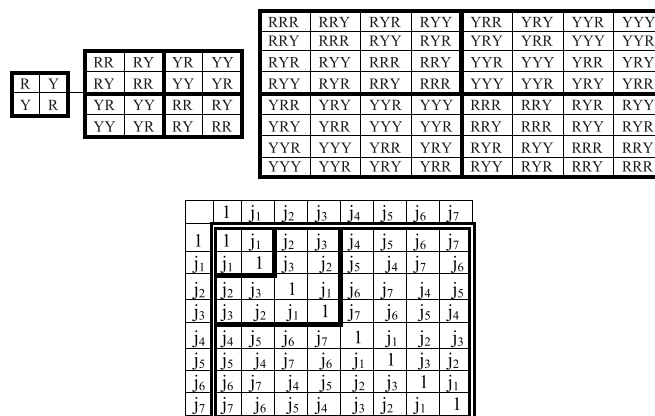 R Y
Y R
RR RY YR YY
RY RR YY YR
YR YY RR RY
YY YR RY RR
RRR RRY RYR RYY YRR YRY YYR YYY
RRY RRR RYY RYR YRY YRR YYY YYR
RYR RYY RRR RRY YYR YYY YRR YRY
RYY RYR RRY RRR YYY YYR YRY YRR
YRR YRY YYR YYY RRR RRY RYR RYY
YRY YRR YYY YYR RRY RRR RYY RYR
YYR YYY YRR YRY RYR RYY RRR RRY
YYY YYR YRY YRR RYY RYR RRY RRR
1 j₁ j₂ j₃ j₄ j₅ j₆ j₇
1 1 j₁ j₂ j₃ j₄ j₅ j₆ j₇
j₁ j₁ 1 j₃ j₂ j₅ j₄ j₇ j₆
j₂ j₂ j₃ 1 j₁ j₆ j₇ j₄ j₅
j₃ j₃ j₂ j₁ 1 j₇ j₆ j₅ j₄
j₄ j₄ j₅ j₆ j₇ 1 j₁ j₂ j₃
j₅ j₅ j₄ j₇ j₆ j₁ 1 j₃ j₂
j₆ j₆ j₇ j₄ j₅ j₂ j₃ 1 j₁
j₇ j₇ j₆ j₅ j₄ j₃ j₂ j₁ 1